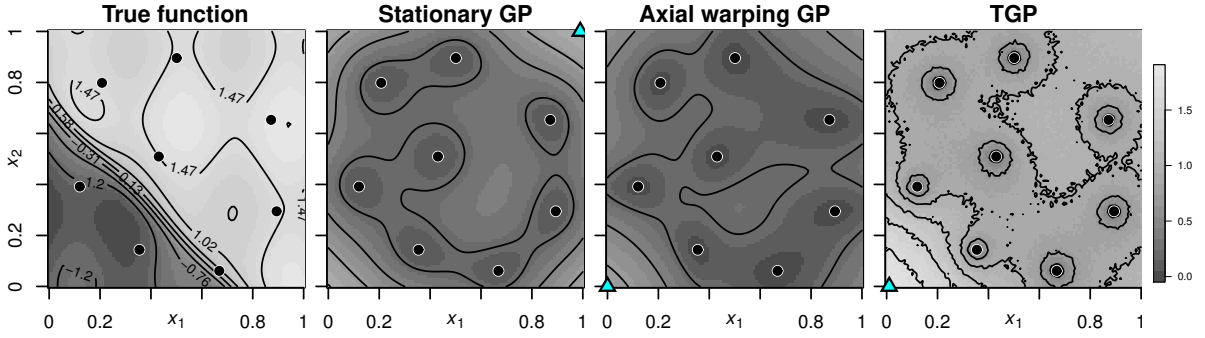 True function
Stationary GP
Axial warping GP
TGP
x₂
0
0.2
0.8
1
1.47
1.47
1.47
1.47
0.58
−0.31
−0.13
−1.2
1.02
−0.76
−1.2
0 0.2 x₁ 0.8 1
0 0.2 x₁ 0.8 1
0 0.2 x₁ 0.8 1
0 0.2 x₁ 0.8 1
1.5
1.0
0.5
0.0